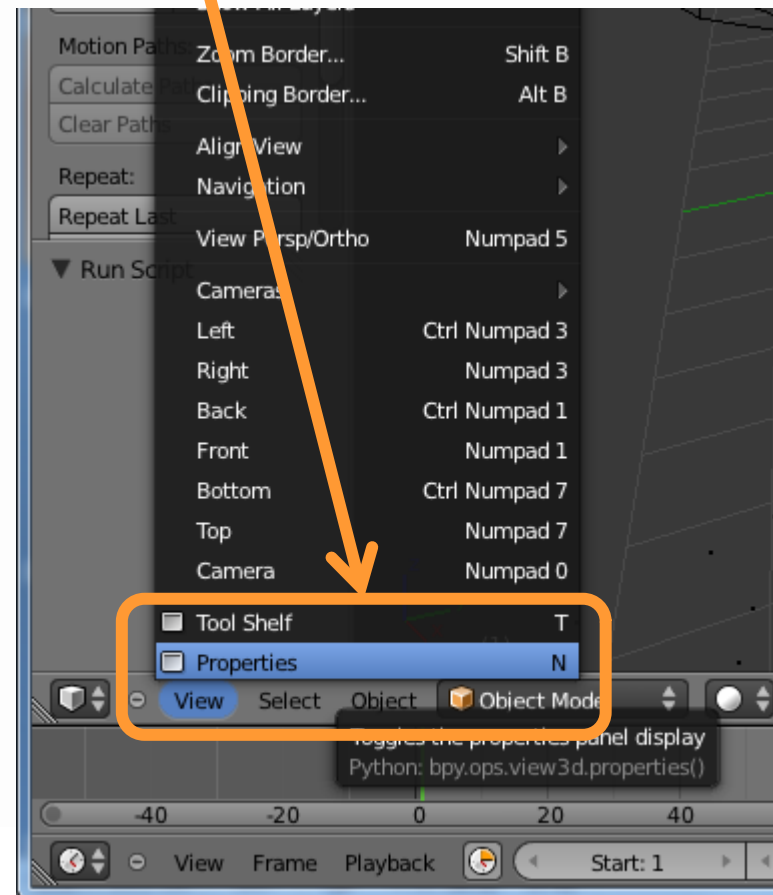 Motion Paths:
Zoom Border... Shift B
Calculate Paths
Clipping Border... Alt B
Clear Paths
Align View
Repeat:
Navigation
Repeat Last
View Persp/Ortho Numpad 5
Run Script
Cameras
Left Ctrl Numpad 3
Right Numpad 3
Back Ctrl Numpad 1
Front Numpad 1
Bottom Ctrl Numpad 7
Top Numpad 7
Camera Numpad 0
Tool Shelf T
(1)
Properties N
View Select Object Object Mode
Toggles the properties panel display
Python: bpy.ops.view3d.properties()
-40 -20 0 20 40
View Frame Playback Start: 1